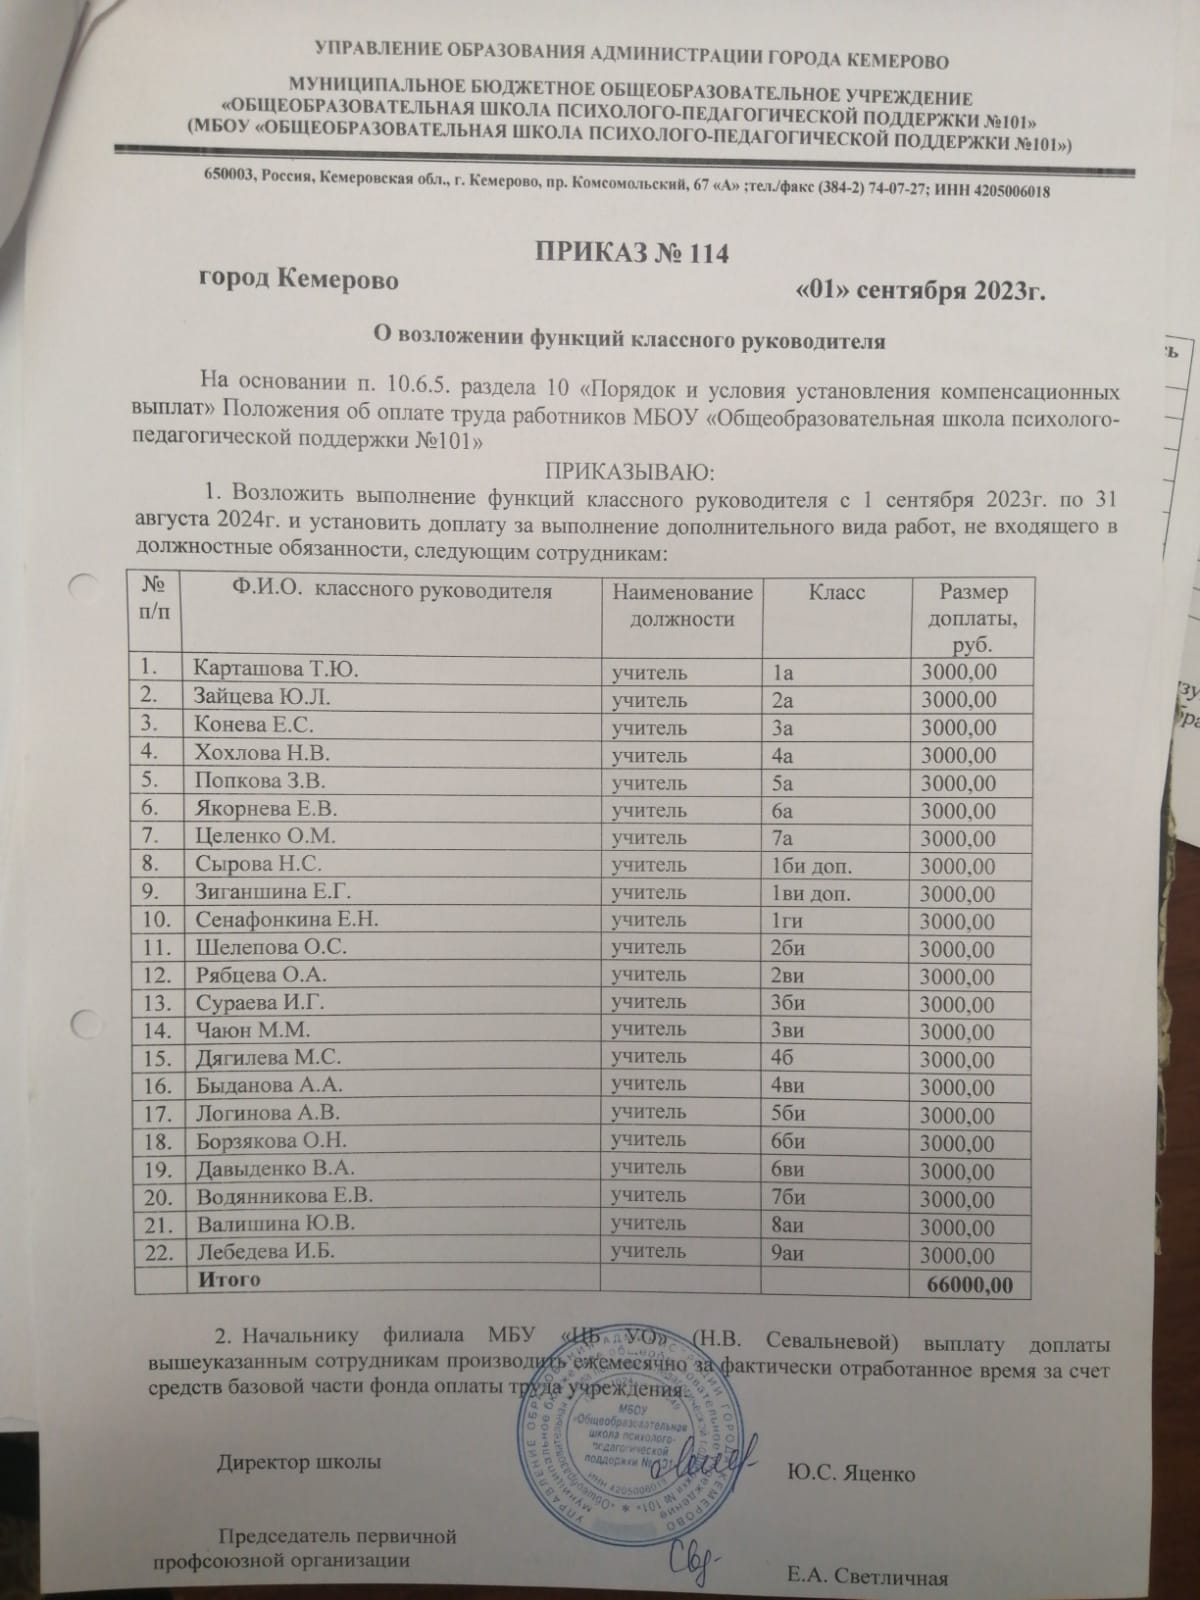 УПРАВЛЕНИЕ ОБРАЗОВАНИЯ АДМИНИСТРАЦИИ ГОРОДА КЕМЕРОВО
МУНИЦИПАЛЬНОЕ БЮДЖЕТНОЕ ОБЩЕОБРАЗОВАТЕЛЬНОЕ УЧРЕЖДЕНИЕ
«ОБЩЕОБРАЗОВАТЕЛЬНАЯ ШКОЛА ПСИХОЛОГО-ПЕДАГОГИЧЕСКОЙ ПОДДЕРЖКИ №101»
(МБОУ «ОБЩЕОБРАЗОВАТЕЛЬНАЯ ШКОЛА ПСИХОЛОГО-ПЕДАГОГИЧЕСКОЙ ПОДДЕРЖКИ №101»)
650003, Россия, Кемеровская обл., г. Кемерово, пр. Комсомольский, 67 «А» ;тел./факс (384-2) 74-07-27; ИНН 4205006018
ПРИКАЗ № 114
город Кемерово «01» сентября 2023г.
О возложении функций классного руководителя
На основании п. 10.6.5. раздела 10 «Порядок и условия установления компенсационных
выплат» Положения об оплате труда работников МБОУ «Общеобразовательная школа психолого-
педагогической поддержки №101»
ПРИКАЗЫВАЮ:
1. Возложить выполнение функций классного руководителя с 1 сентября 2023г. по 31
августа 2024г. и установить доплату за выполнение дополнительного вида работ, не входящего в
должностные обязанности, следующим сотрудникам:
№ п/п Ф.И.О. классного руководителя Наименование должности Класс Размер доплаты, руб.
1. Карташова Т.Ю. учитель 1а 3000,00
2. Зайцева Ю.Л. учитель 2а 3000,00
3. Конева Е.С. учитель 3а 3000,00
4. Хохлова Н.В. учитель 4а 3000,00
5. Попкова З.В. учитель 5а 3000,00
6. Якорнева Е.В. учитель 6а 3000,00
7. Целенко О.М. учитель 7а 3000,00
8. Сырова Н.С. учитель 1би доп. 3000,00
9. Зиганшина Е.Г. учитель 1ви доп. 3000,00
10. Сенафонкина Е.Н. учитель 1ги 3000,00
11. Шелепова О.С. учитель 2би 3000,00
12. Рябцева О.А. учитель 2ви 3000,00
13. Сураева И.Г. учитель 3би 3000,00
14. Чаюн М.М. учитель 3ви 3000,00
15. Дягилева М.С. учитель 4б 3000,00
16. Быданова А.А. учитель 4ви 3000,00
17. Логинова А.В. учитель 5би 3000,00
18. Борзякова О.Н. учитель 6би 3000,00
19. Давыденко В.А. учитель 6ви 3000,00
20. Водянникова Е.В. учитель 7би 3000,00
21. Валишина Ю.В. учитель 8аи 3000,00
22. Лебедева И.Б. учитель 9аи 3000,00
Итого 66000,00
2. Начальнику филиала МБУ «ЦБ УО» (Н.В. Севальневой) выплату доплаты
вышеуказанным сотрудникам производить ежемесячно за фактически отработанное время за счет
средств базовой части фонда оплаты труда учреждения.
МБОУ
«Общеобразовательная
школа психолого-
педагогической
поддержки № 101
Директор школы Ю.С. Яценко
Председатель первичной
профсоюзной организации Е.А. Светличная